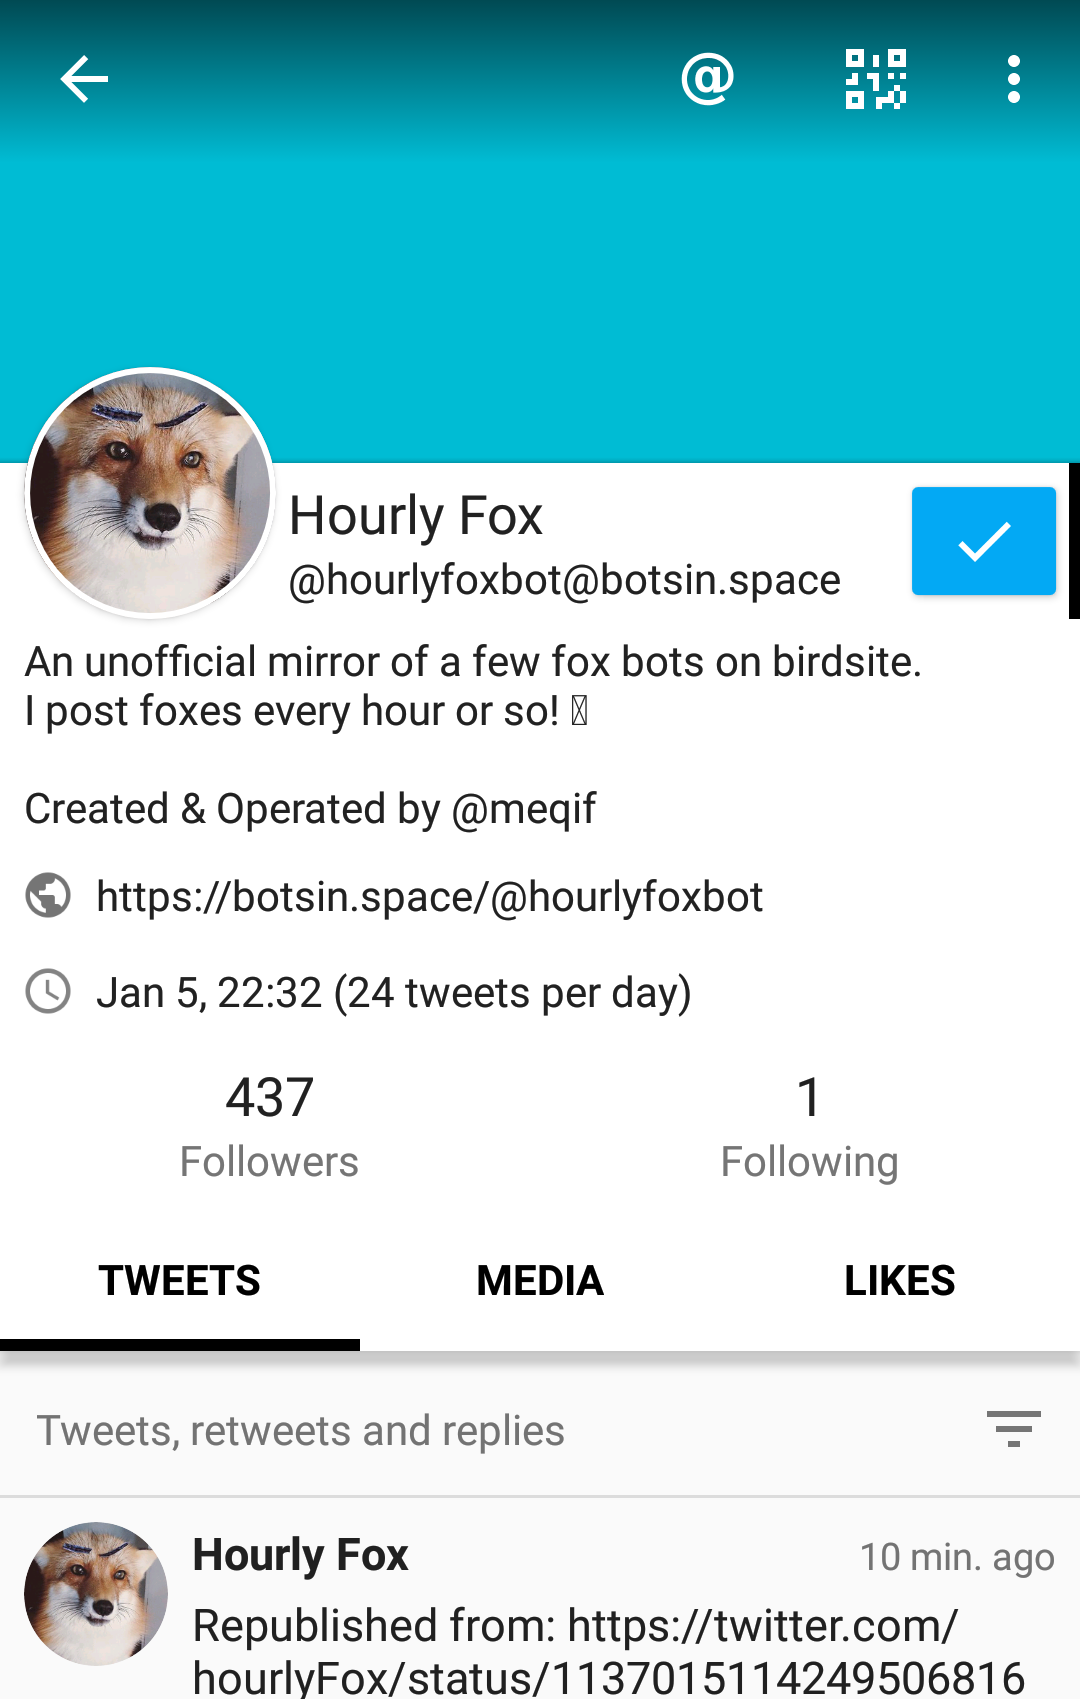 Hourly Fox
@hourlyfoxbot@botsin.space
An unofficial mirror of a few fox bots on birdsite.
I post foxes every hour or so!
Created & Operated by @meqif
https://botsin.space/@hourlyfoxbot
Jan 5, 22:32 (24 tweets per day)
437
Followers
1
Following
TWEETS
MEDIA
LIKES
Tweets, retweets and replies
Hourly Fox
10 min. ago
Republished from: https://twitter.com/
hourlyFox/status/1137015114249506816